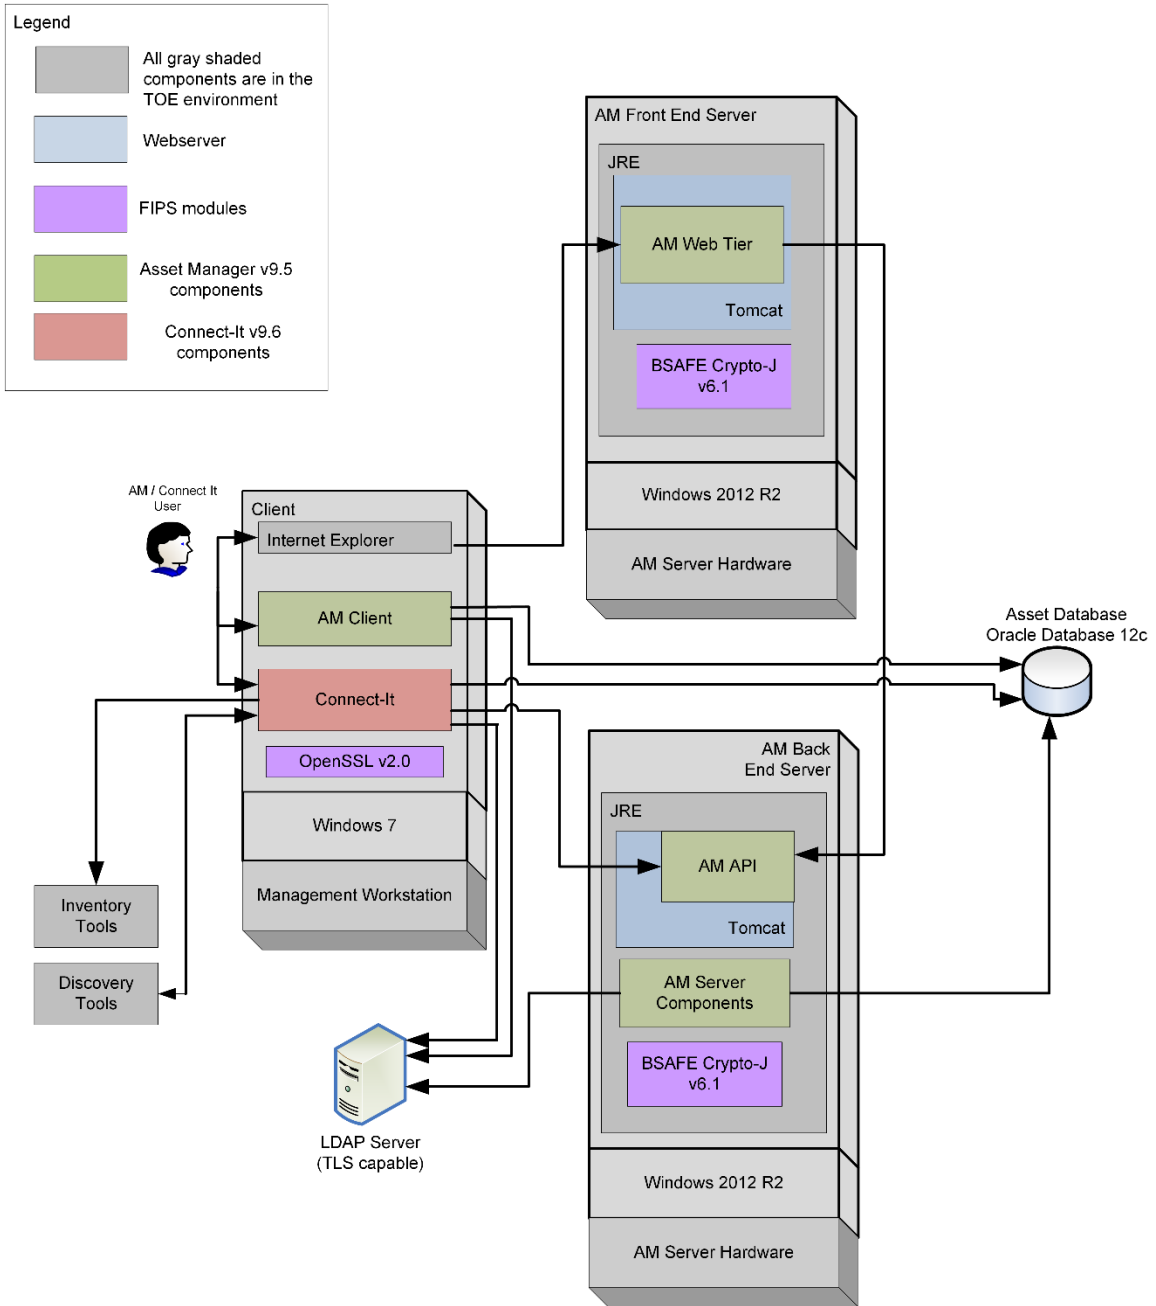 Legend
All gray shaded
components are in the
TOE environment
Webserver
FIPS modules
Asset Manager v9.5
components
Connect-It v9.6
components
AM Front End Server
JRE
AM Web Tier
Tomcat
BSAFE Crypto-J
v6.1
Windows 2012 R2
AM Server Hardware
AM / Connect It
User
Client
Internet Explorer
AM Client
Connect-It
OpenSSL v2.0
Windows 7
Management Workstation
Asset Database
Oracle Database 12c
Inventory
Tools
Discovery
Tools
LDAP Server
(TLS capable)
AM Back
End Server
JRE
AM API
Tomcat
AM Server
Components
BSAFE Crypto-J
v6.1
Windows 2012 R2
AM Server Hardware